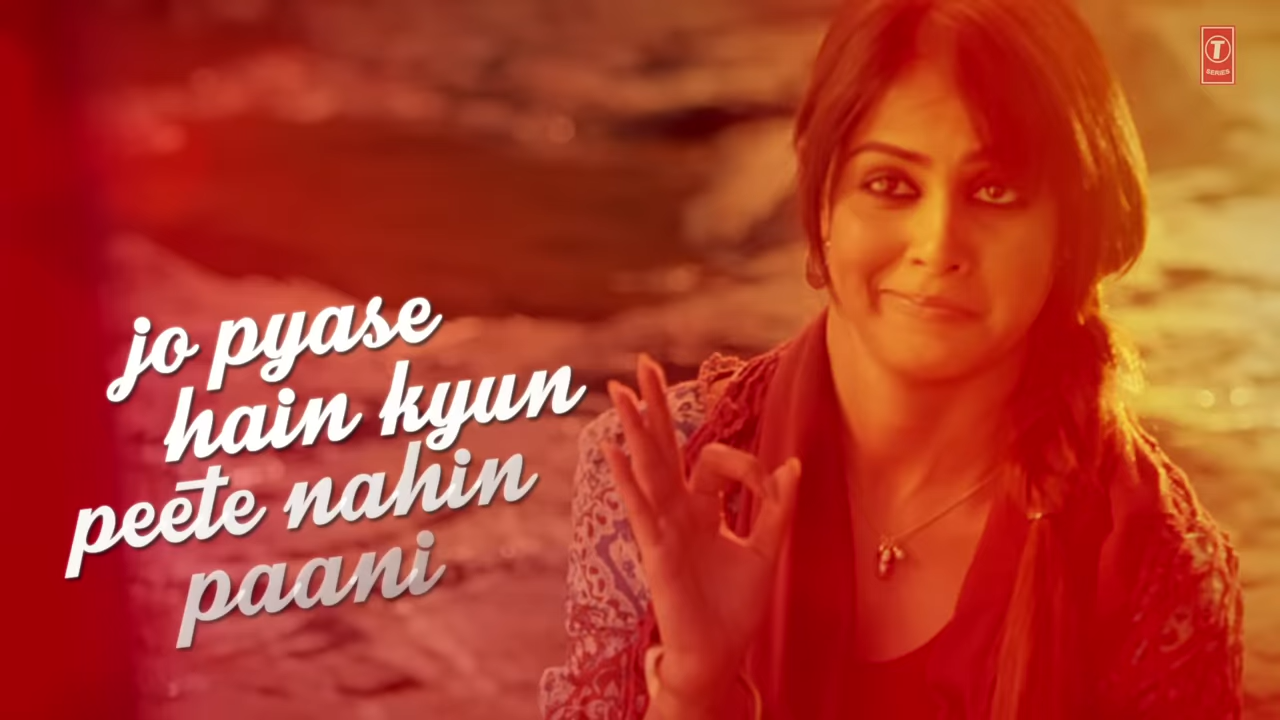 T
SERIES
jo pyase
hain kyun
peete nahin
paani